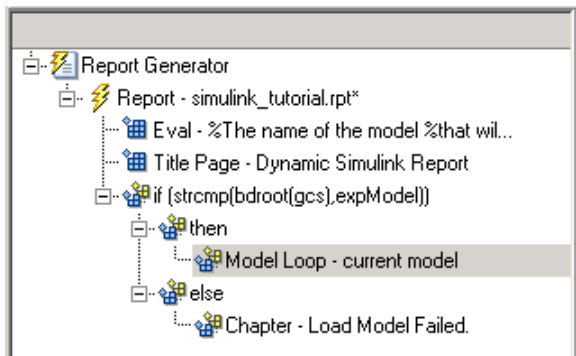 Report Generator
Report - simulink_tutorial.rpt*
Eval - %The name of the model %that wil...
Title Page - Dynamic Simulink Report
if (strcmp(bdroot(gcs),expModel))
then
Model Loop - current model
else
Chapter - Load Model Failed.